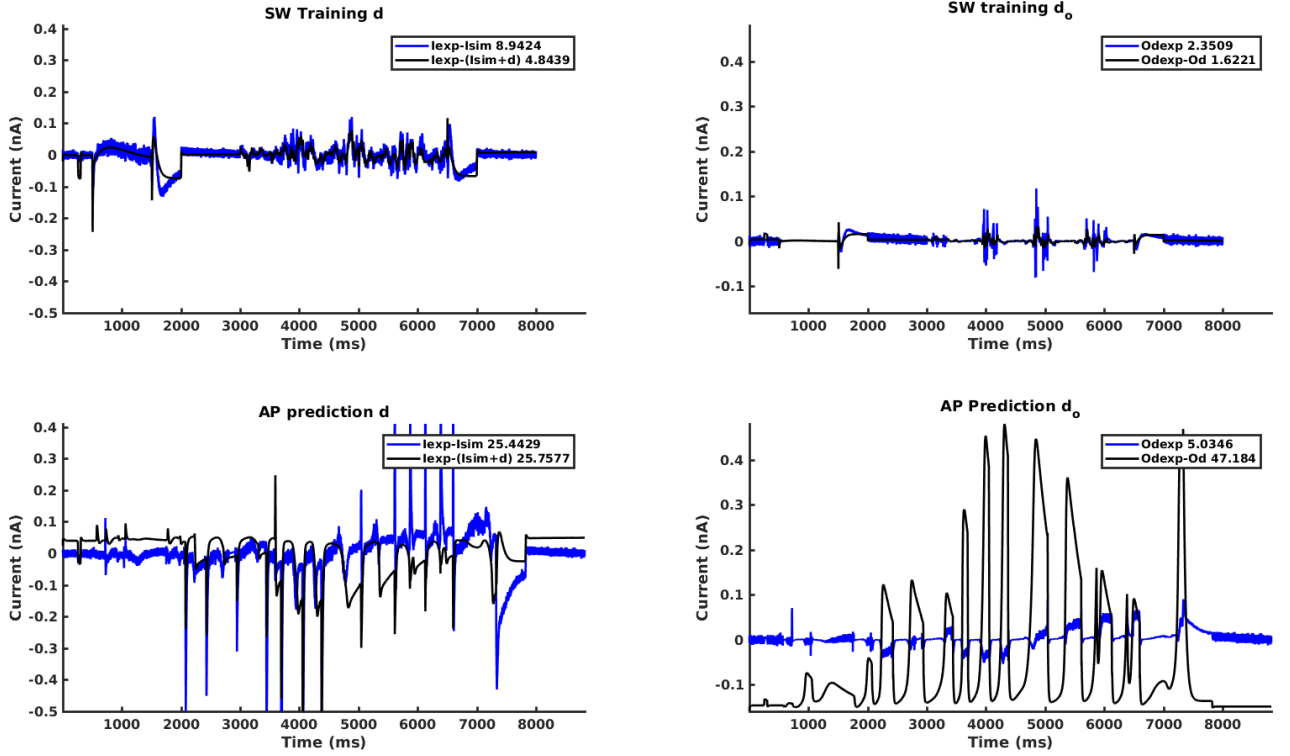 SW Training d
0.4
0.3
0.2
0.1
0
-0.1
-0.2
-0.3
-0.4
-0.5
Current (nA)
Iexp-Isim 8.9424
Iexp-(Isim+d) 4.8439
1000 2000 3000 4000 5000 6000 7000 8000
Time (ms)
SW training do
0.4
0.3
0.2
0.1
0
-0.1
Current (nA)
Odexp 2.3509
Odexp-Od 1.6221
1000 2000 3000 4000 5000 6000 7000 8000
Time (ms)
AP prediction d
0.4
0.3
0.2
0.1
0
-0.1
-0.2
-0.3
-0.4
-0.5
Current (nA)
Iexp-Isim 25.4429
Iexp-(Isim+d) 25.7577
1000 2000 3000 4000 5000 6000 7000 8000
Time (ms)
AP Prediction do
0.4
0.3
0.2
0.1
0
-0.1
Current (nA)
Odexp 5.0346
Odexp-Od 47.184
1000 2000 3000 4000 5000 6000 7000 8000
Time (ms)